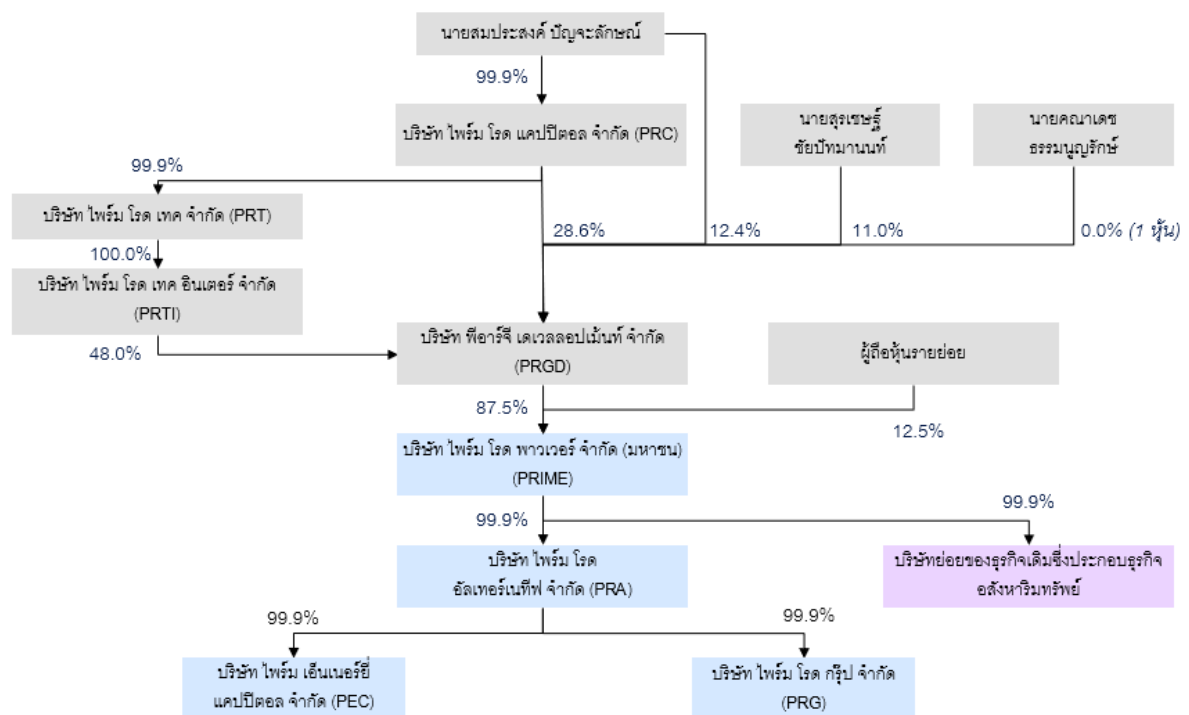 นายสมประสงค์ ปัญจะลักษณ์
99.9%
บริษัท ไพร์ม โรด แคปปิตอล จำกัด (PRC)
นายสุรเชษฐ์
ชัยปัทมานนท์
นายคณาเดช
ธรรมนูญรักษ์
99.9%
บริษัท ไพร์ม โรด เทค จำกัด (PRT)
28.6%
12.4%
11.0%
0.0% (1 หุ้น)
100.0%
บริษัท ไพร์ม โรด เทค อินเตอร์ จำกัด
(PRTI)
48.0%
บริษัท พีอาร์จี เดเวลลอปเม้นท์ จำกัด
(PRGD)
ผู้ถือหุ้นรายย่อย
87.5%
12.5%
บริษัท ไพร์ม โรด พาวเวอร์ จำกัด (มหาชน)
(PRIME)
99.9%
99.9%
บริษัท ไพร์ม โรด
อัลเทอร์เนทีฟ จำกัด (PRA)
บริษัทย่อยของธุรกิจเดิมซึ่งประกอบธุรกิจ
อสังหาริมทรัพย์
99.9%
99.9%
บริษัท ไพร์ม เอ็นเนอร์ยี่
แคปปิตอล จำกัด (PEC)
บริษัท ไพร์ม โรด กรุ๊ป จำกัด
(PRG)